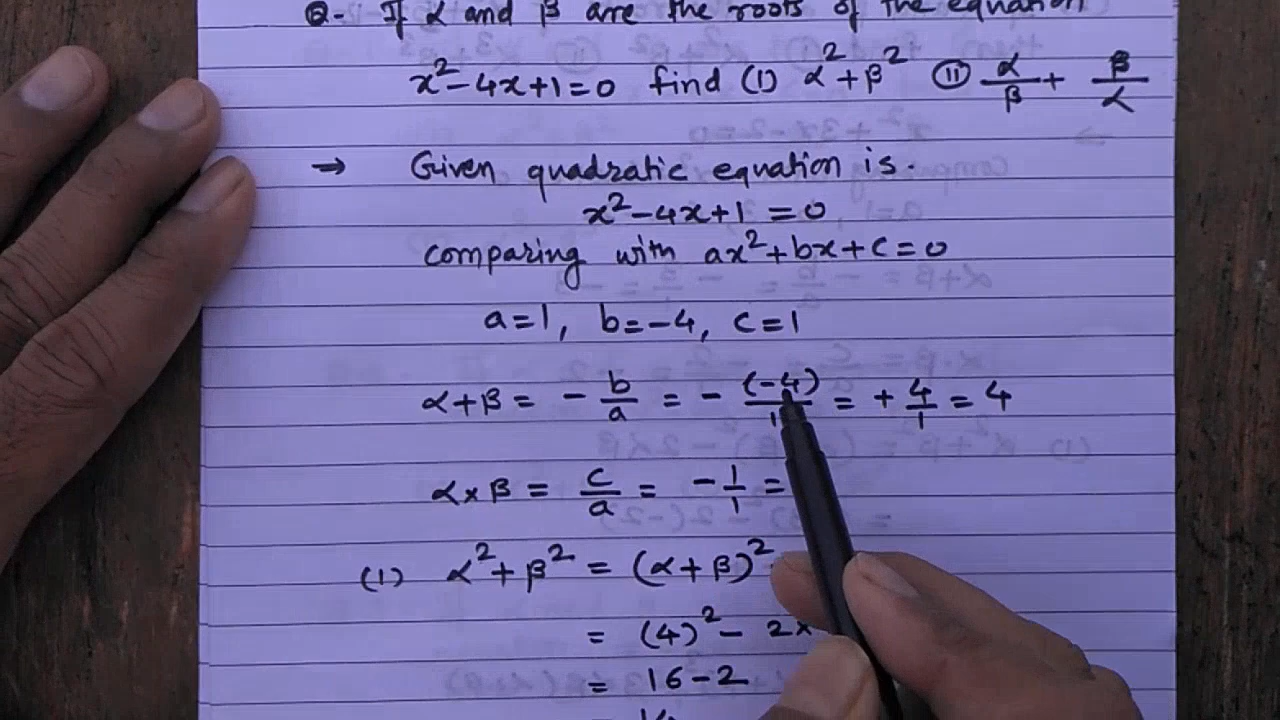 Q- If α and β are the roots of the equation
x²-4x+1=0 find (I) α²+β² (II) α/β + β/α
→ Given quadratic equation is.
x²-4x+1=0
comparing with ax²+bx+c=0
a=1, b=-4, c=1
α+β = -b/a = -(-4)/1 = +4/1 = 4
α×β = c/a = -1/1 =
(1) α²+β² = (α+β)²
= (4)² - 2×
= 16-2